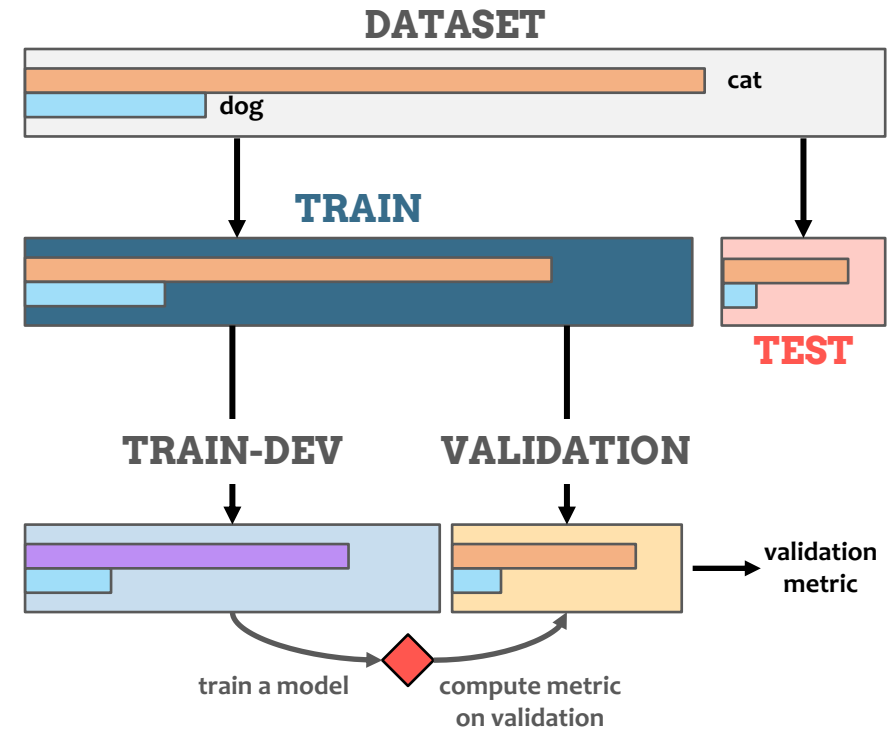 DATASET
cat
dog
TRAIN
TEST
TRAIN-DEV
VALIDATION
validation
metric
train a model
compute metric
on validation